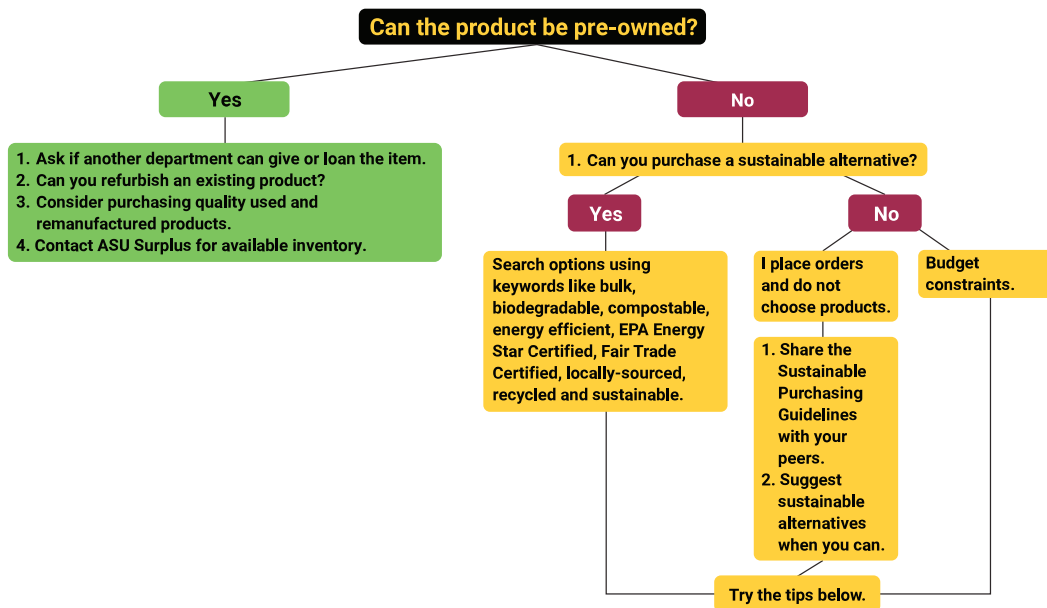 Can the product be pre-owned?
Yes
No
1. Ask if another department can give or loan the item.
2. Can you refurbish an existing product?
3. Consider purchasing quality used and
remanufactured products.
4. Contact ASU Surplus for available inventory.
1. Can you purchase a sustainable alternative?
Yes
No
Search options using
keywords like bulk,
biodegradable, compostable,
energy efficient, EPA Energy
Star Certified, Fair Trade
Certified, locally-sourced,
recycled and sustainable.
I place orders
and do not
choose products.
Budget
constraints.
1. Share the
Sustainable
Purchasing
Guidelines
with your
peers.
2. Suggest
sustainable
alternatives
when you can.
Try the tips below.